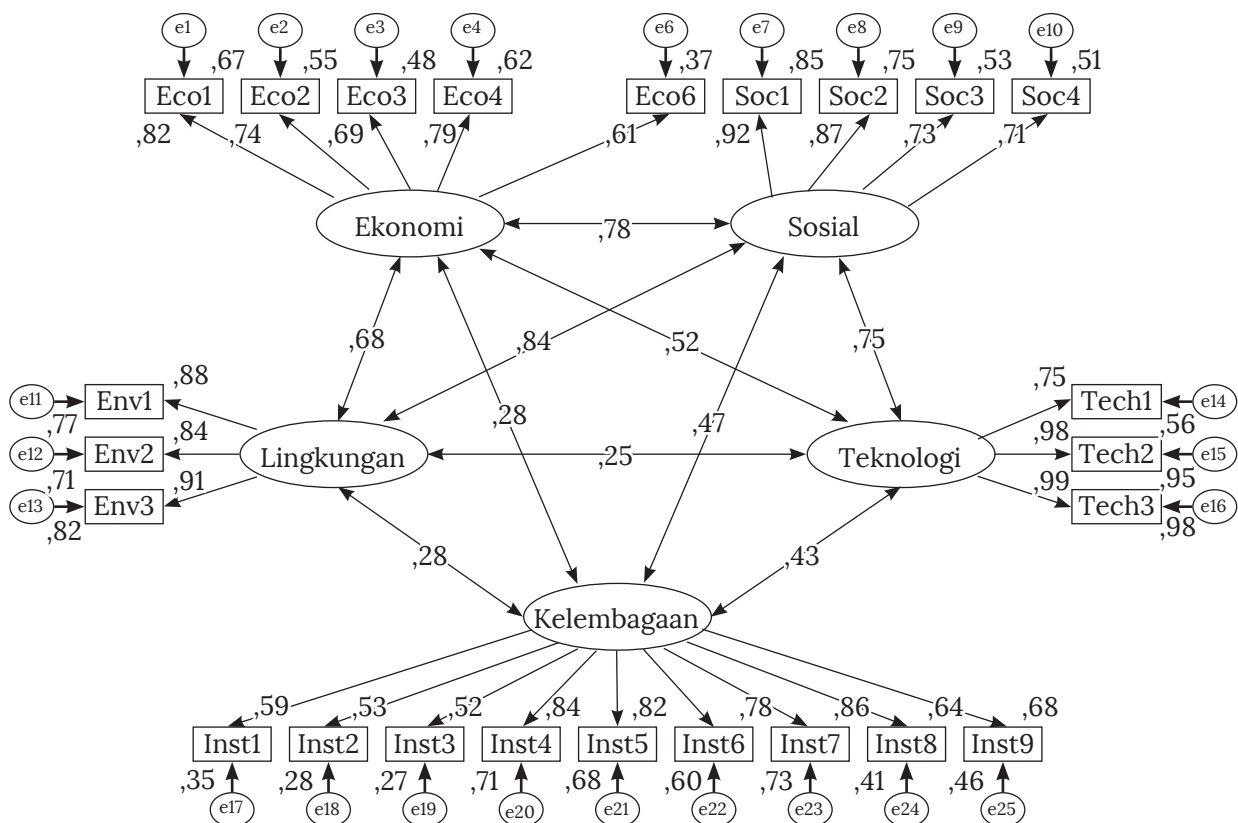 e1 e2 e3 e4 e6 e7 e8 e9 e10
,67 ,55 ,48 ,62 ,37 ,85 ,75 ,53 ,51
Eco1 Eco2 Eco3 Eco4 Eco6 Soc1 Soc2 Soc3 Soc4
,82 ,74 ,69 ,79 ,61 ,92 ,87 ,73 ,71
Ekonomi ,78 Sosial
,68 ,84 ,52 ,75
e11 Env1 ,88 ,75 Tech1 e14
,77 ,28 ,47 ,56
e12 Env2 ,84 ,98 Tech2 e15
Lingkungan ,25 Teknologi
,71 ,95
e13 Env3 ,91 ,99 Tech3 e16
,82 ,98
,28 ,43
Kelembagaan
,59 ,53 ,52 ,84 ,82 ,78 ,86 ,64 ,68
Inst1 Inst2 Inst3 Inst4 Inst5 Inst6 Inst7 Inst8 Inst9
,35 ,28 ,27 ,71 ,68 ,60 ,73 ,41 ,46
e17 e18 e19 e20 e21 e22 e23 e24 e25